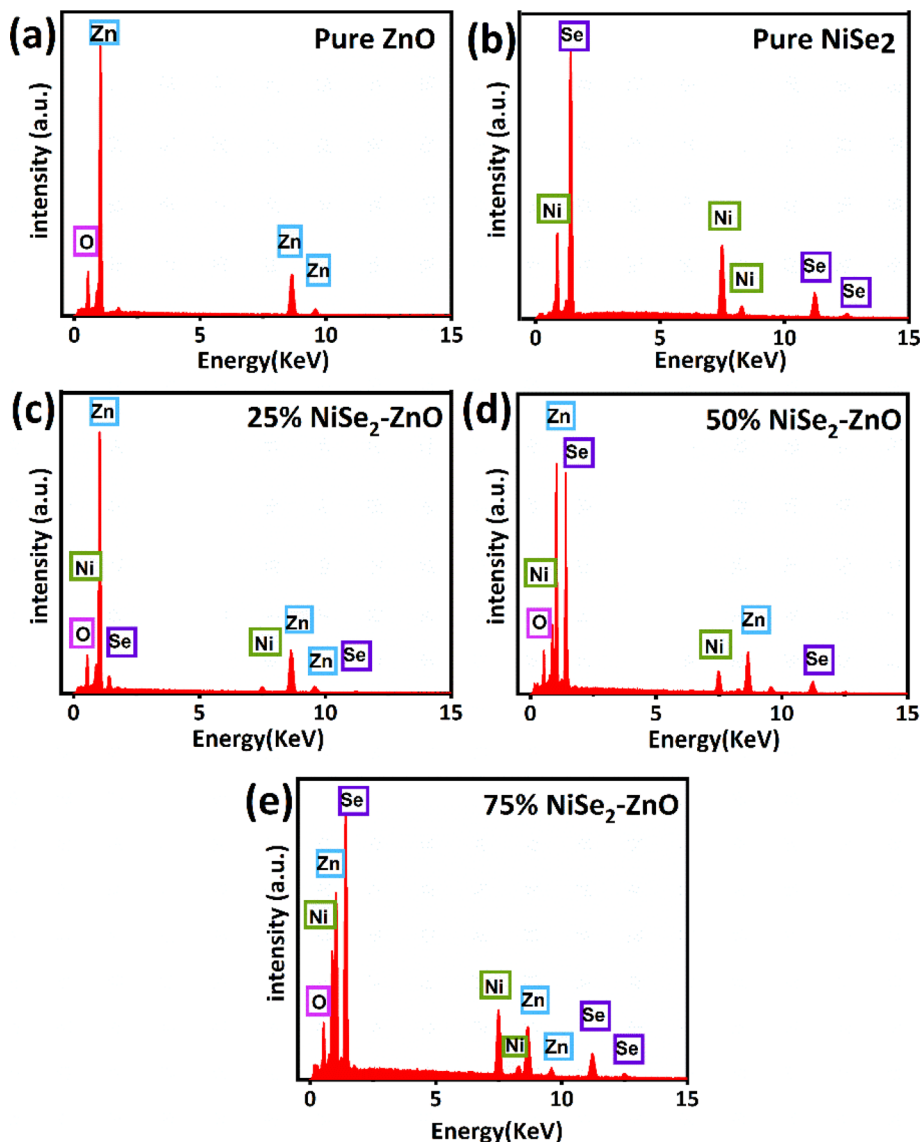 (a)
Pure ZnO
Zn
O
Zn
Zn
intensity (a.u.)
0 5 10 15
Energy(KeV)
(b)
Pure NiSe2
Se
Ni
Ni
Ni
Se
Se
intensity (a.u.)
0 5 10 15
Energy(KeV)
(c)
25% NiSe₂-ZnO
Zn
Ni
O
Se
Ni
Zn
Zn
Se
intensity (a.u.)
0 5 10 15
Energy(KeV)
(d)
50% NiSe₂-ZnO
Zn
Se
Ni
O
Ni
Zn
Se
intensity (a.u.)
0 5 10 15
Energy(KeV)
(e)
75% NiSe₂-ZnO
Se
Zn
Ni
O
Ni
Ni
Zn
Zn
Se
Se
intensity (a.u.)
0 5 10 15
Energy(KeV)